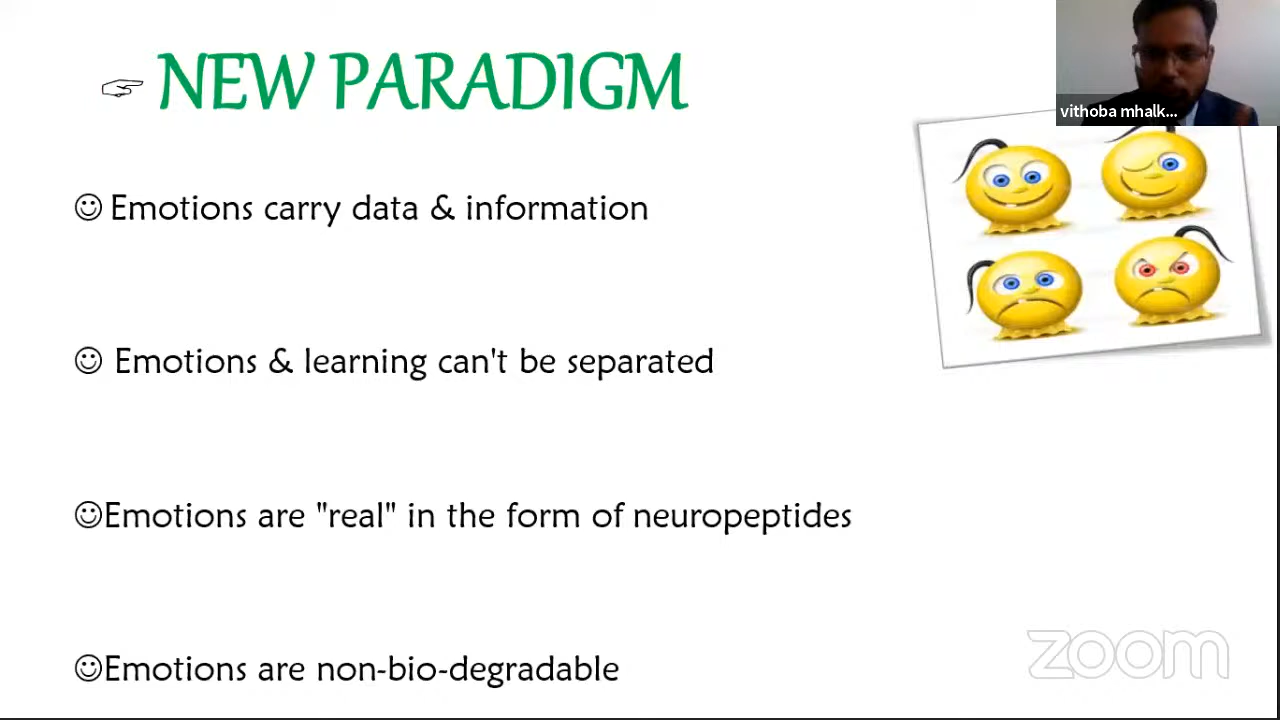 NEW PARADIGM
vithoba mhalk...
Emotions carry data & information
Emotions & learning can't be separated
Emotions are "real" in the form of neuropeptides
Emotions are non-bio-degradable
zoom